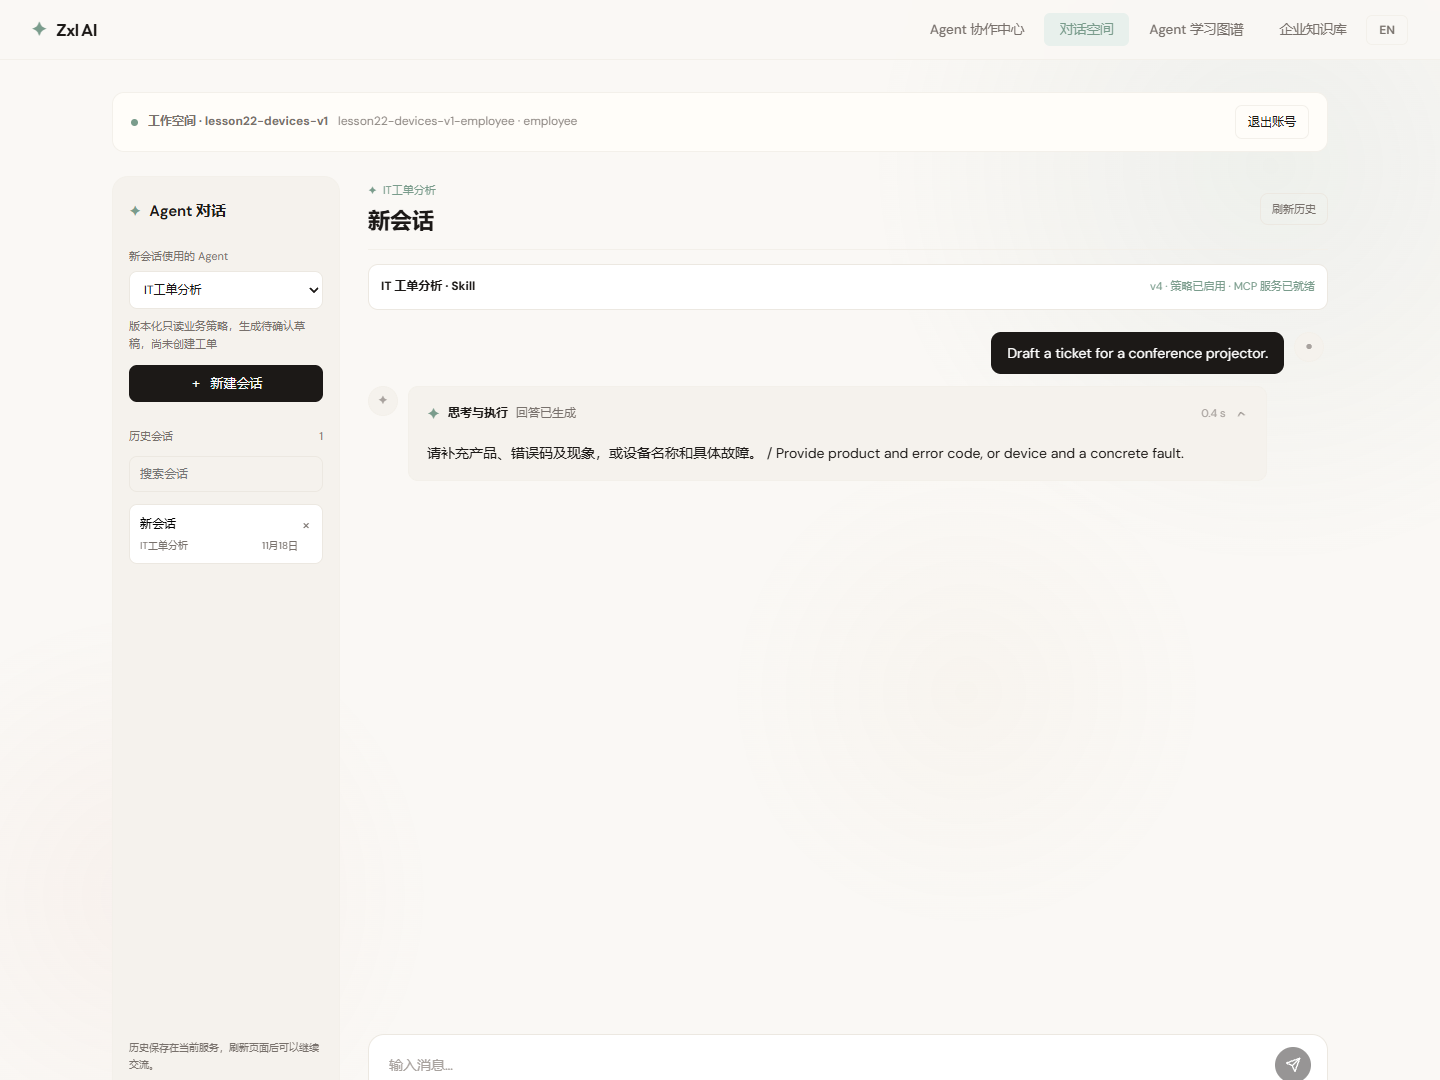 Zxl AI
Agent 协作中心
对话空间
Agent 学习图谱
企业知识库
EN
工作空间 · lesson22-devices-v1 lesson22-devices-v1-employee · employee
退出账号
Agent 对话
新会话使用的 Agent
IT工单分析
版本化只读业务策略，生成待确认草
稿，尚未创建工单
+ 新建会话
历史会话 1
搜索会话
新会话 ×
IT工单分析 11月18日
历史保存在当前服务，刷新页面后可以继续
交流。
IT工单分析
新会话
刷新历史
IT 工单分析 · Skill
v4 · 策略已启用 · MCP 服务已就绪
Draft a ticket for a conference projector.
思考与执行 回答已生成 0.4 s
请补充产品、错误码及现象，或设备名称和具体故障。 / Provide product and error code, or device and a concrete fault.
输入消息...